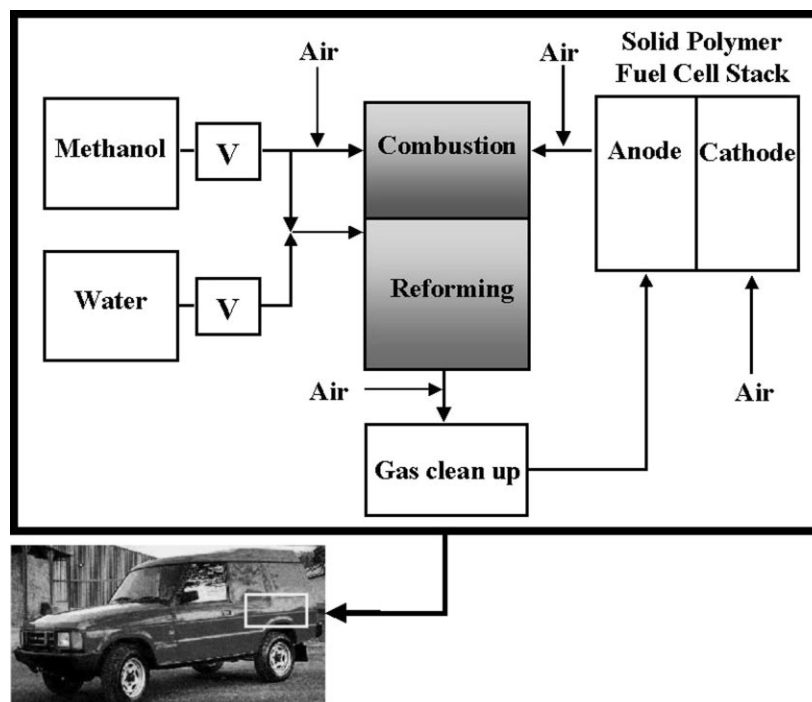 Air
Air
Solid Polymer
Fuel Cell Stack
Methanol
V
Combustion
Anode
Cathode
Water
V
Reforming
Air
Air
Gas clean up